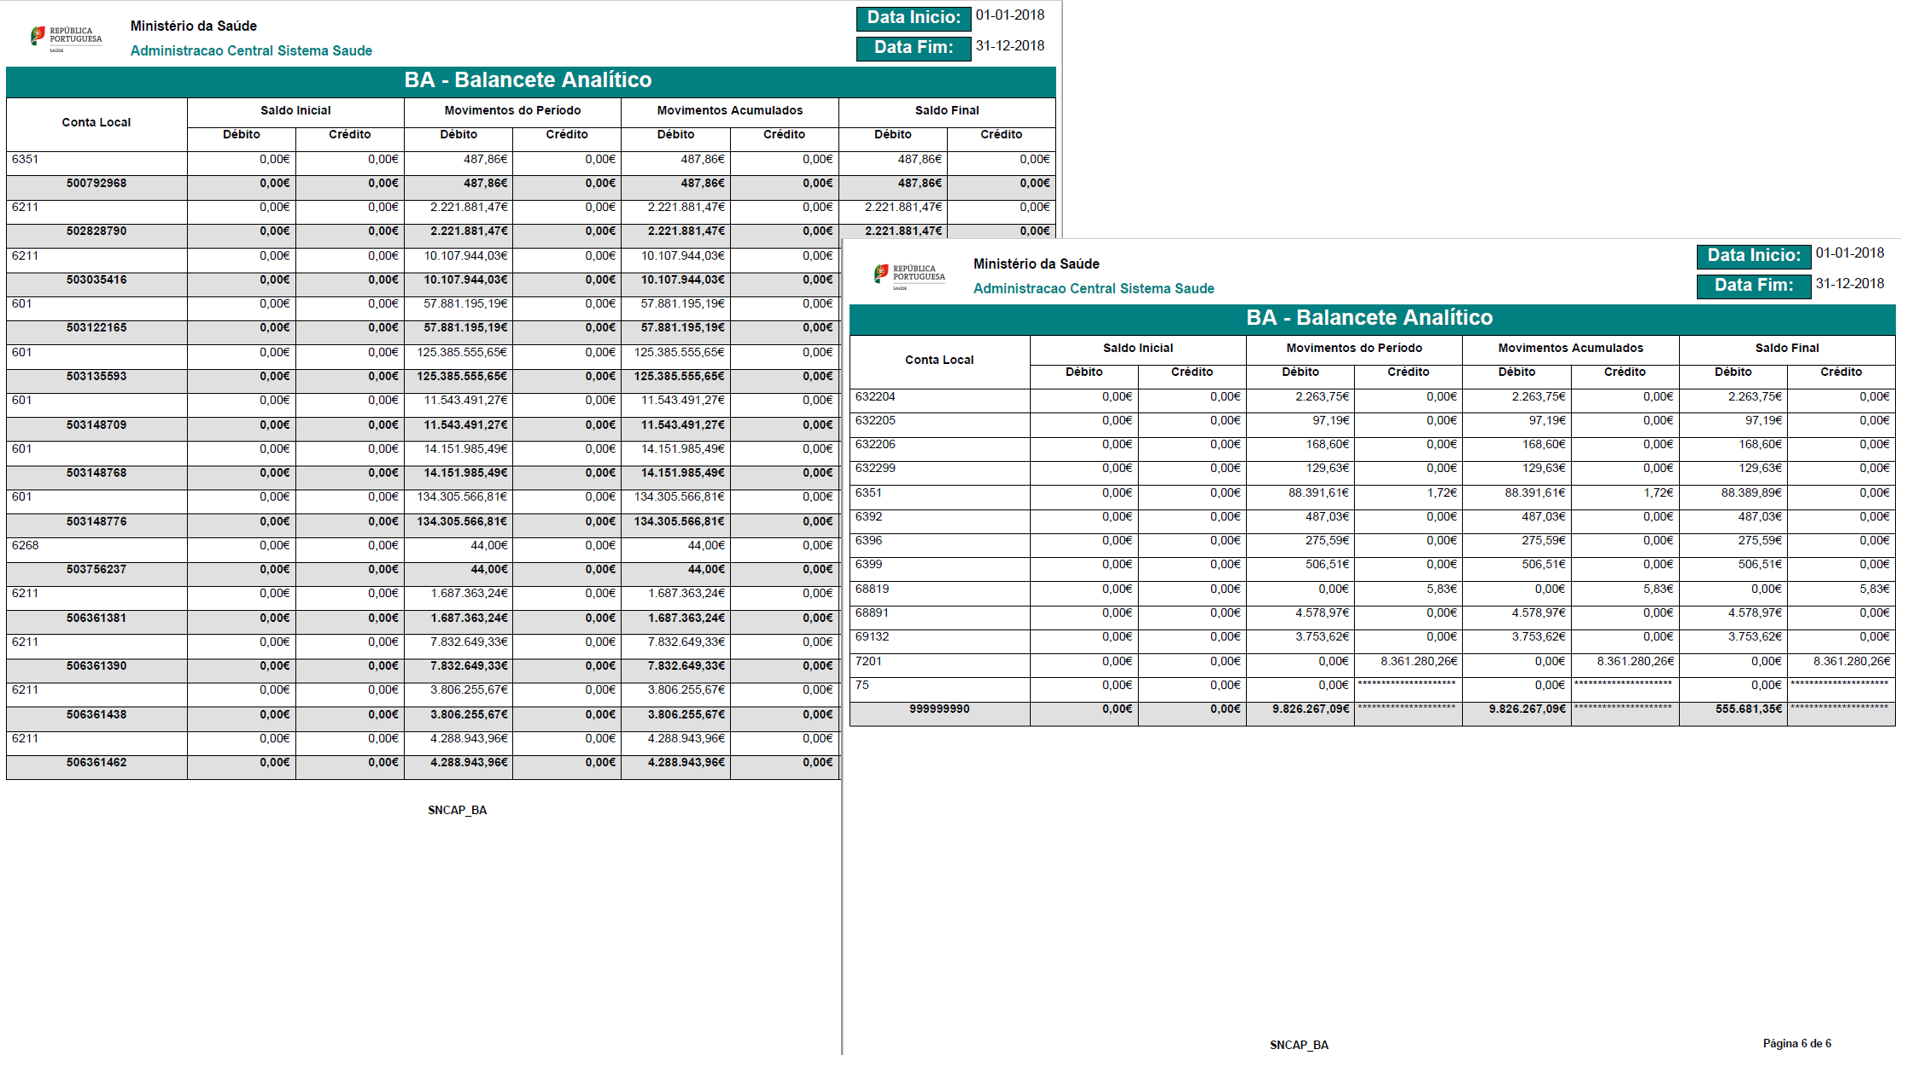 REPÚBLICA
PORTUGUESA
SAÚDE
Ministério da Saúde
Administracao Central Sistema Saude
Data Inicio: 01-01-2018
Data Fim: 31-12-2018
BA - Balancete Analítico
Conta Local Saldo Inicial Movimentos do Período Movimentos Acumulados Saldo Final
Débito Crédito Débito Crédito Débito Crédito Débito Crédito
6351 0,00€ 0,00€ 487,86€ 0,00€ 487,86€ 0,00€ 487,86€ 0,00€
500792968 0,00€ 0,00€ 487,86€ 0,00€ 487,86€ 0,00€ 487,86€ 0,00€
6211 0,00€ 0,00€ 2.221.881,47€ 0,00€ 2.221.881,47€ 0,00€ 2.221.881,47€ 0,00€
502828790 0,00€ 0,00€ 2.221.881,47€ 0,00€ 2.221.881,47€ 0,00€ 2.221.881,47€ 0,00€
6211 0,00€ 0,00€ 10.107.944,03€ 0,00€ 10.107.944,03€ 0,00€
503035416 0,00€ 0,00€ 10.107.944,03€ 0,00€ 10.107.944,03€ 0,00€
601 0,00€ 0,00€ 57.881.195,19€ 0,00€ 57.881.195,19€ 0,00€
503122165 0,00€ 0,00€ 57.881.195,19€ 0,00€ 57.881.195,19€ 0,00€
601 0,00€ 0,00€ 125.385.555,65€ 0,00€ 125.385.555,65€ 0,00€
503135593 0,00€ 0,00€ 125.385.555,65€ 0,00€ 125.385.555,65€ 0,00€
601 0,00€ 0,00€ 11.543.491,27€ 0,00€ 11.543.491,27€ 0,00€
503148709 0,00€ 0,00€ 11.543.491,27€ 0,00€ 11.543.491,27€ 0,00€
601 0,00€ 0,00€ 14.151.985,49€ 0,00€ 14.151.985,49€ 0,00€
503148768 0,00€ 0,00€ 14.151.985,49€ 0,00€ 14.151.985,49€ 0,00€
601 0,00€ 0,00€ 134.305.566,81€ 0,00€ 134.305.566,81€ 0,00€
503148776 0,00€ 0,00€ 134.305.566,81€ 0,00€ 134.305.566,81€ 0,00€
6268 0,00€ 0,00€ 44,00€ 0,00€ 44,00€ 0,00€
503756237 0,00€ 0,00€ 44,00€ 0,00€ 44,00€ 0,00€
6211 0,00€ 0,00€ 1.687.363,24€ 0,00€ 1.687.363,24€ 0,00€
506361381 0,00€ 0,00€ 1.687.363,24€ 0,00€ 1.687.363,24€ 0,00€
6211 0,00€ 0,00€ 7.832.649,33€ 0,00€ 7.832.649,33€ 0,00€
506361390 0,00€ 0,00€ 7.832.649,33€ 0,00€ 7.832.649,33€ 0,00€
6211 0,00€ 0,00€ 3.806.255,67€ 0,00€ 3.806.255,67€ 0,00€
506361438 0,00€ 0,00€ 3.806.255,67€ 0,00€ 3.806.255,67€ 0,00€
6211 0,00€ 0,00€ 4.288.943,96€ 0,00€ 4.288.943,96€ 0,00€
506361462 0,00€ 0,00€ 4.288.943,96€ 0,00€ 4.288.943,96€ 0,00€
SNCAP_BA
REPÚBLICA
PORTUGUESA
SAÚDE
Ministério da Saúde
Administracao Central Sistema Saude
Data Inicio: 01-01-2018
Data Fim: 31-12-2018
BA - Balancete Analítico
Conta Local Saldo Inicial Movimentos do Período Movimentos Acumulados Saldo Final
Débito Crédito Débito Crédito Débito Crédito Débito Crédito
632204 0,00€ 0,00€ 2.263,75€ 0,00€ 2.263,75€ 0,00€ 2.263,75€ 0,00€
632205 0,00€ 0,00€ 97,19€ 0,00€ 97,19€ 0,00€ 97,19€ 0,00€
632206 0,00€ 0,00€ 168,60€ 0,00€ 168,60€ 0,00€ 168,60€ 0,00€
632299 0,00€ 0,00€ 129,63€ 0,00€ 129,63€ 0,00€ 129,63€ 0,00€
6351 0,00€ 0,00€ 88.391,61€ 1,72€ 88.391,61€ 1,72€ 88.389,89€ 0,00€
6392 0,00€ 0,00€ 487,03€ 0,00€ 487,03€ 0,00€ 487,03€ 0,00€
6396 0,00€ 0,00€ 275,59€ 0,00€ 275,59€ 0,00€ 275,59€ 0,00€
6399 0,00€ 0,00€ 506,51€ 0,00€ 506,51€ 0,00€ 506,51€ 0,00€
68819 0,00€ 0,00€ 0,00€ 5,83€ 0,00€ 5,83€ 0,00€ 5,83€
68891 0,00€ 0,00€ 4.578,97€ 0,00€ 4.578,97€ 0,00€ 4.578,97€ 0,00€
69132 0,00€ 0,00€ 3.753,62€ 0,00€ 3.753,62€ 0,00€ 3.753,62€ 0,00€
7201 0,00€ 0,00€ 0,00€ 8.361.280,26€ 0,00€ 8.361.280,26€ 0,00€ 8.361.280,26€
75 0,00€ 0,00€ 0,00€ ********************* 0,00€ ********************* 0,00€ *********************
999999990 0,00€ 0,00€ 9.826.267,09€ ********************* 9.826.267,09€ ********************* 555.681,35€ *********************
SNCAP_BA
Página 6 de 6